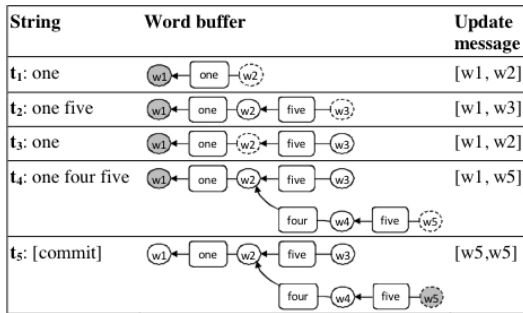 String Word buffer Update message
t₁: one w1 one w2 [w1, w2]
t₂: one five w1 one w2 five w3 [w1, w3]
t₃: one w1 one w2 five w3 [w1, w2]
t₄: one four five w1 one w2 five w3 [w1, w5]
four w4 five w5
t₅: [commit] w1 one w2 five w3 [w5,w5]
four w4 five w5